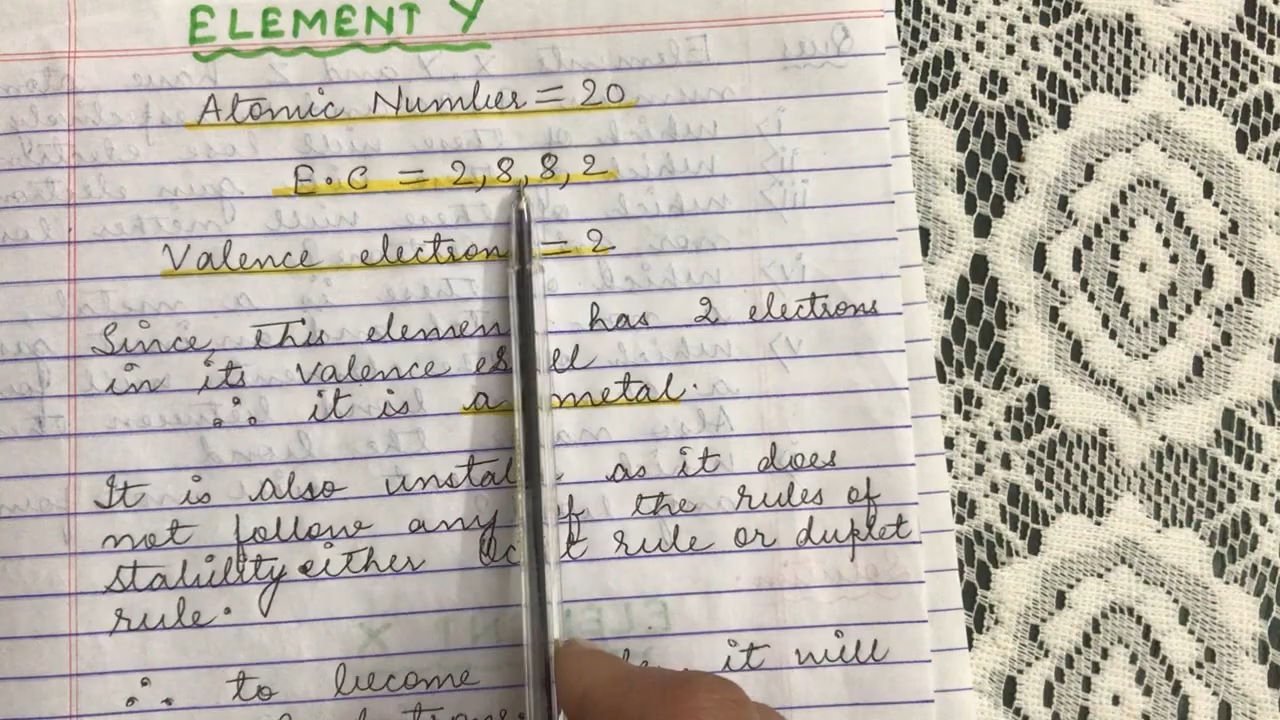 ELEMENT Y
Atomic Number = 20
E.C = 2,8,8,2
Valence electron = 2
Since, this elemen has 2 electrons
in its valence
∴ it is a metal.
It is also as it does
not follow any the rules of
stability either rule or duplet
rule.
∴ to become it will